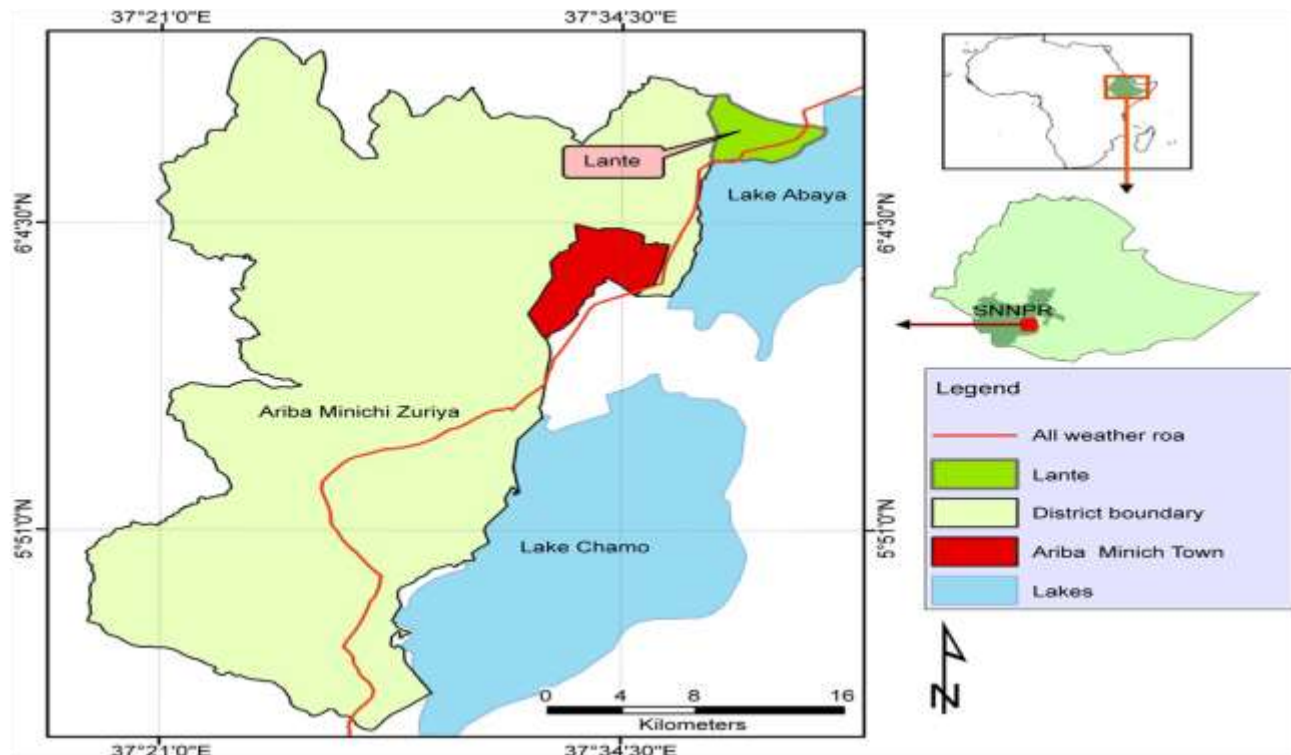 37°21'0"E 37°34'30"E
Lante
Lake Abaya
6°4'30"N 6°4'30"N
SNNPR
Ariba Minichi Zuriya
Lake Chamo
5°51'0"N 5°51'0"N
0 4 8 16
Kilometers
37°21'0"E 37°34'30"E
Legend
All weather roa
Lante
District boundary
Ariba Minich Town
Lakes
N